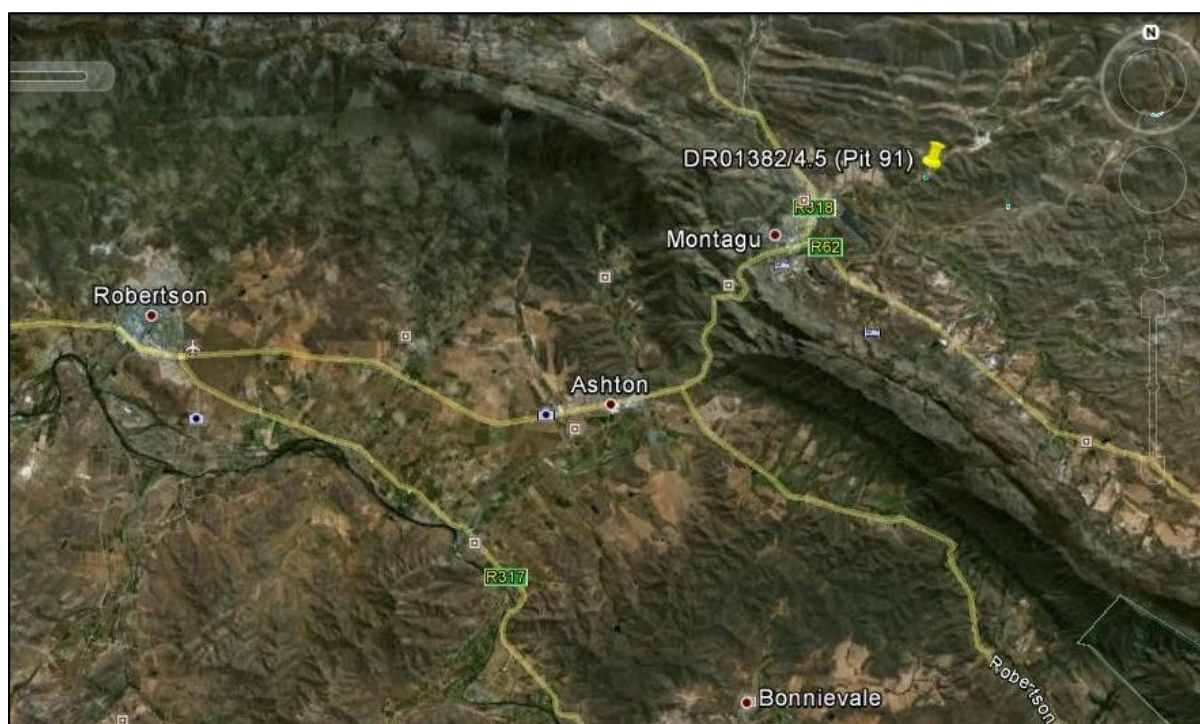 N
DR01382/4.5 (Pit 91)
R318
Montagu
R62
Robertson
Ashton
R317
Robertson
Bonnievale